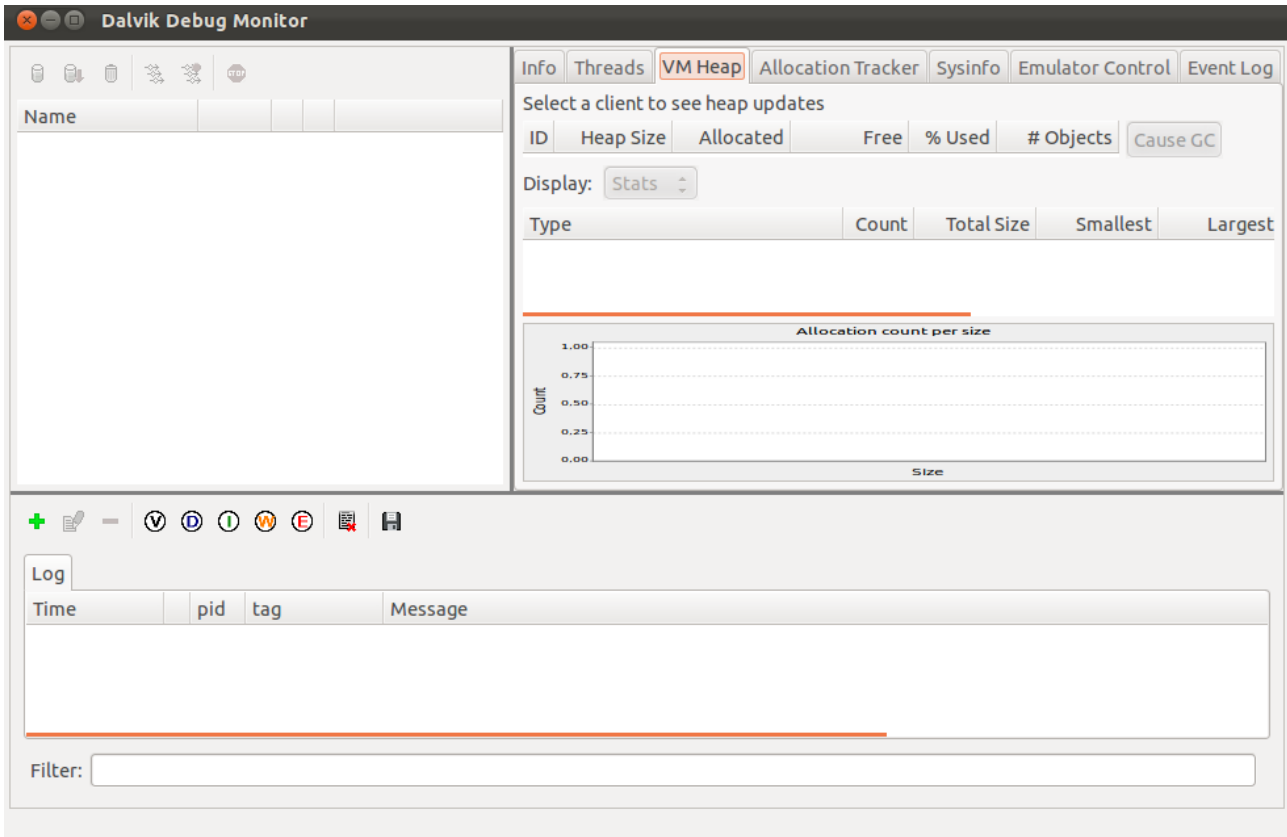 Dalvik Debug Monitor
STOP
Name
Info Threads VM Heap Allocation Tracker Sysinfo Emulator Control Event Log
Select a client to see heap updates
ID Heap Size Allocated Free % Used # Objects Cause GC
Display: Stats
Type Count Total Size Smallest Largest
Allocation count per size
1.00
0.75
0.50
0.25
0.00
Count
Size
V D I W E
Log
Time pid tag Message
Filter: